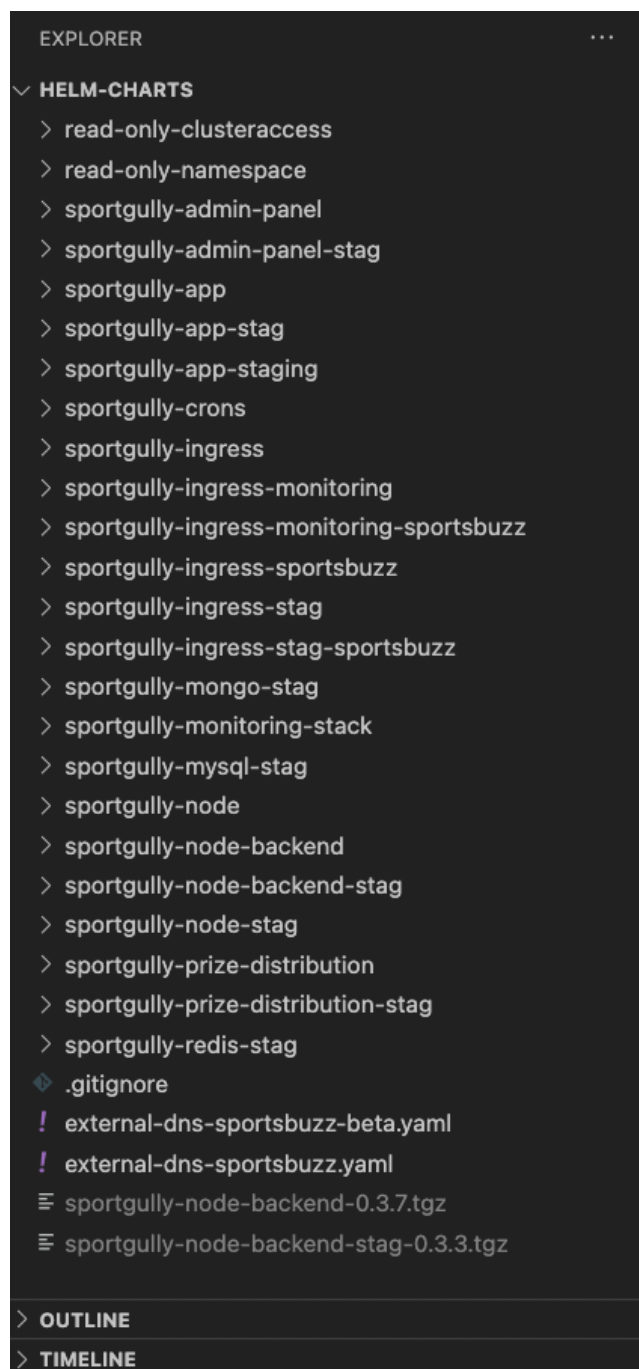 EXPLORER
HELM-CHARTS
read-only-clusteraccess
read-only-namespace
sportgully-admin-panel
sportgully-admin-panel-stag
sportgully-app
sportgully-app-stag
sportgully-app-staging
sportgully-crons
sportgully-ingress
sportgully-ingress-monitoring
sportgully-ingress-monitoring-sportsbuzz
sportgully-ingress-sportsbuzz
sportgully-ingress-stag
sportgully-ingress-stag-sportsbuzz
sportgully-mongo-stag
sportgully-monitoring-stack
sportgully-mysql-stag
sportgully-node
sportgully-node-backend
sportgully-node-backend-stag
sportgully-node-stag
sportgully-prize-distribution
sportgully-prize-distribution-stag
sportgully-redis-stag
.gitignore
! external-dns-sportsbuzz-beta.yaml
! external-dns-sportsbuzz.yaml
sportgully-node-backend-0.3.7.tgz
sportgully-node-backend-stag-0.3.3.tgz
OUTLINE
TIMELINE